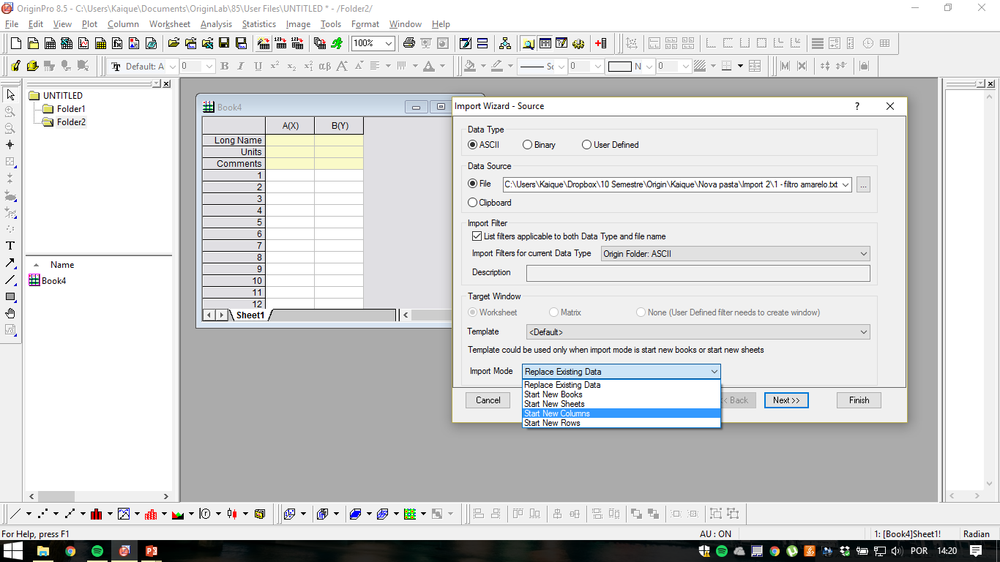 OriginPro 8.5 - C:\Users\Kaique\Documents\OriginLab\85\User Files\UNTITLED * - /Folder2/
File Edit View Plot Column Worksheet Analysis Statistics Image Tools Format Window Help
100%
Default: A 0 B I U x² x₂ αβ A A A 0 N 0
UNTITLED
Folder1
Folder2
Name
Book4
Book4
A(X) B(Y)
Long Name
Units
Comments
1
2
3
4
5
6
7
8
9
10
11
12
Sheet1
Import Wizard - Source
? 
Data Type
ASCII Binary User Defined
Data Source
File C:\Users\Kaique\Dropbox\10 Semestre\Origin\Kaique\Nova pasta\Import 2\1 - filtro amarelo.txt ...
Clipboard
Import Filter
List filters applicable to both Data Type and file name
Import Filters for current Data Type Origin Folder: ASCII
Description
Target Window
Worksheet Matrix None (User Defined filter needs to create window)
Template <Default>
Template could be used only when import mode is start new books or start new sheets
Import Mode Replace Existing Data
Replace Existing Data
Start New Books
Start New Sheets
Start New Columns
Start New Rows
Cancel < Back Next >> Finish
For Help, press F1 AU : ON 1: [Book4]Sheet1! Radian
POR 14:20